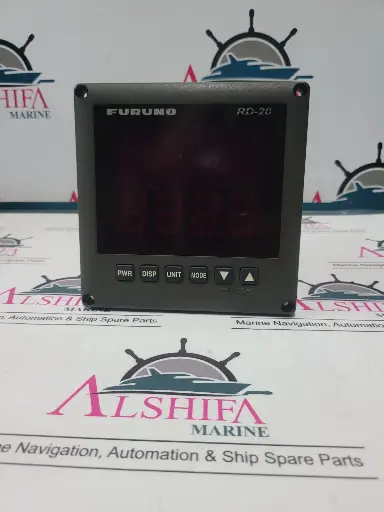 ALSHIFA
MARINE
FURUNO RD-20
PWR DISP UNIT MODE
Marine Navigation, Automation
& Ship Spare Parts
ALSHIFA
MARINE
Marine Navigation, Automation & Ship Spare Parts